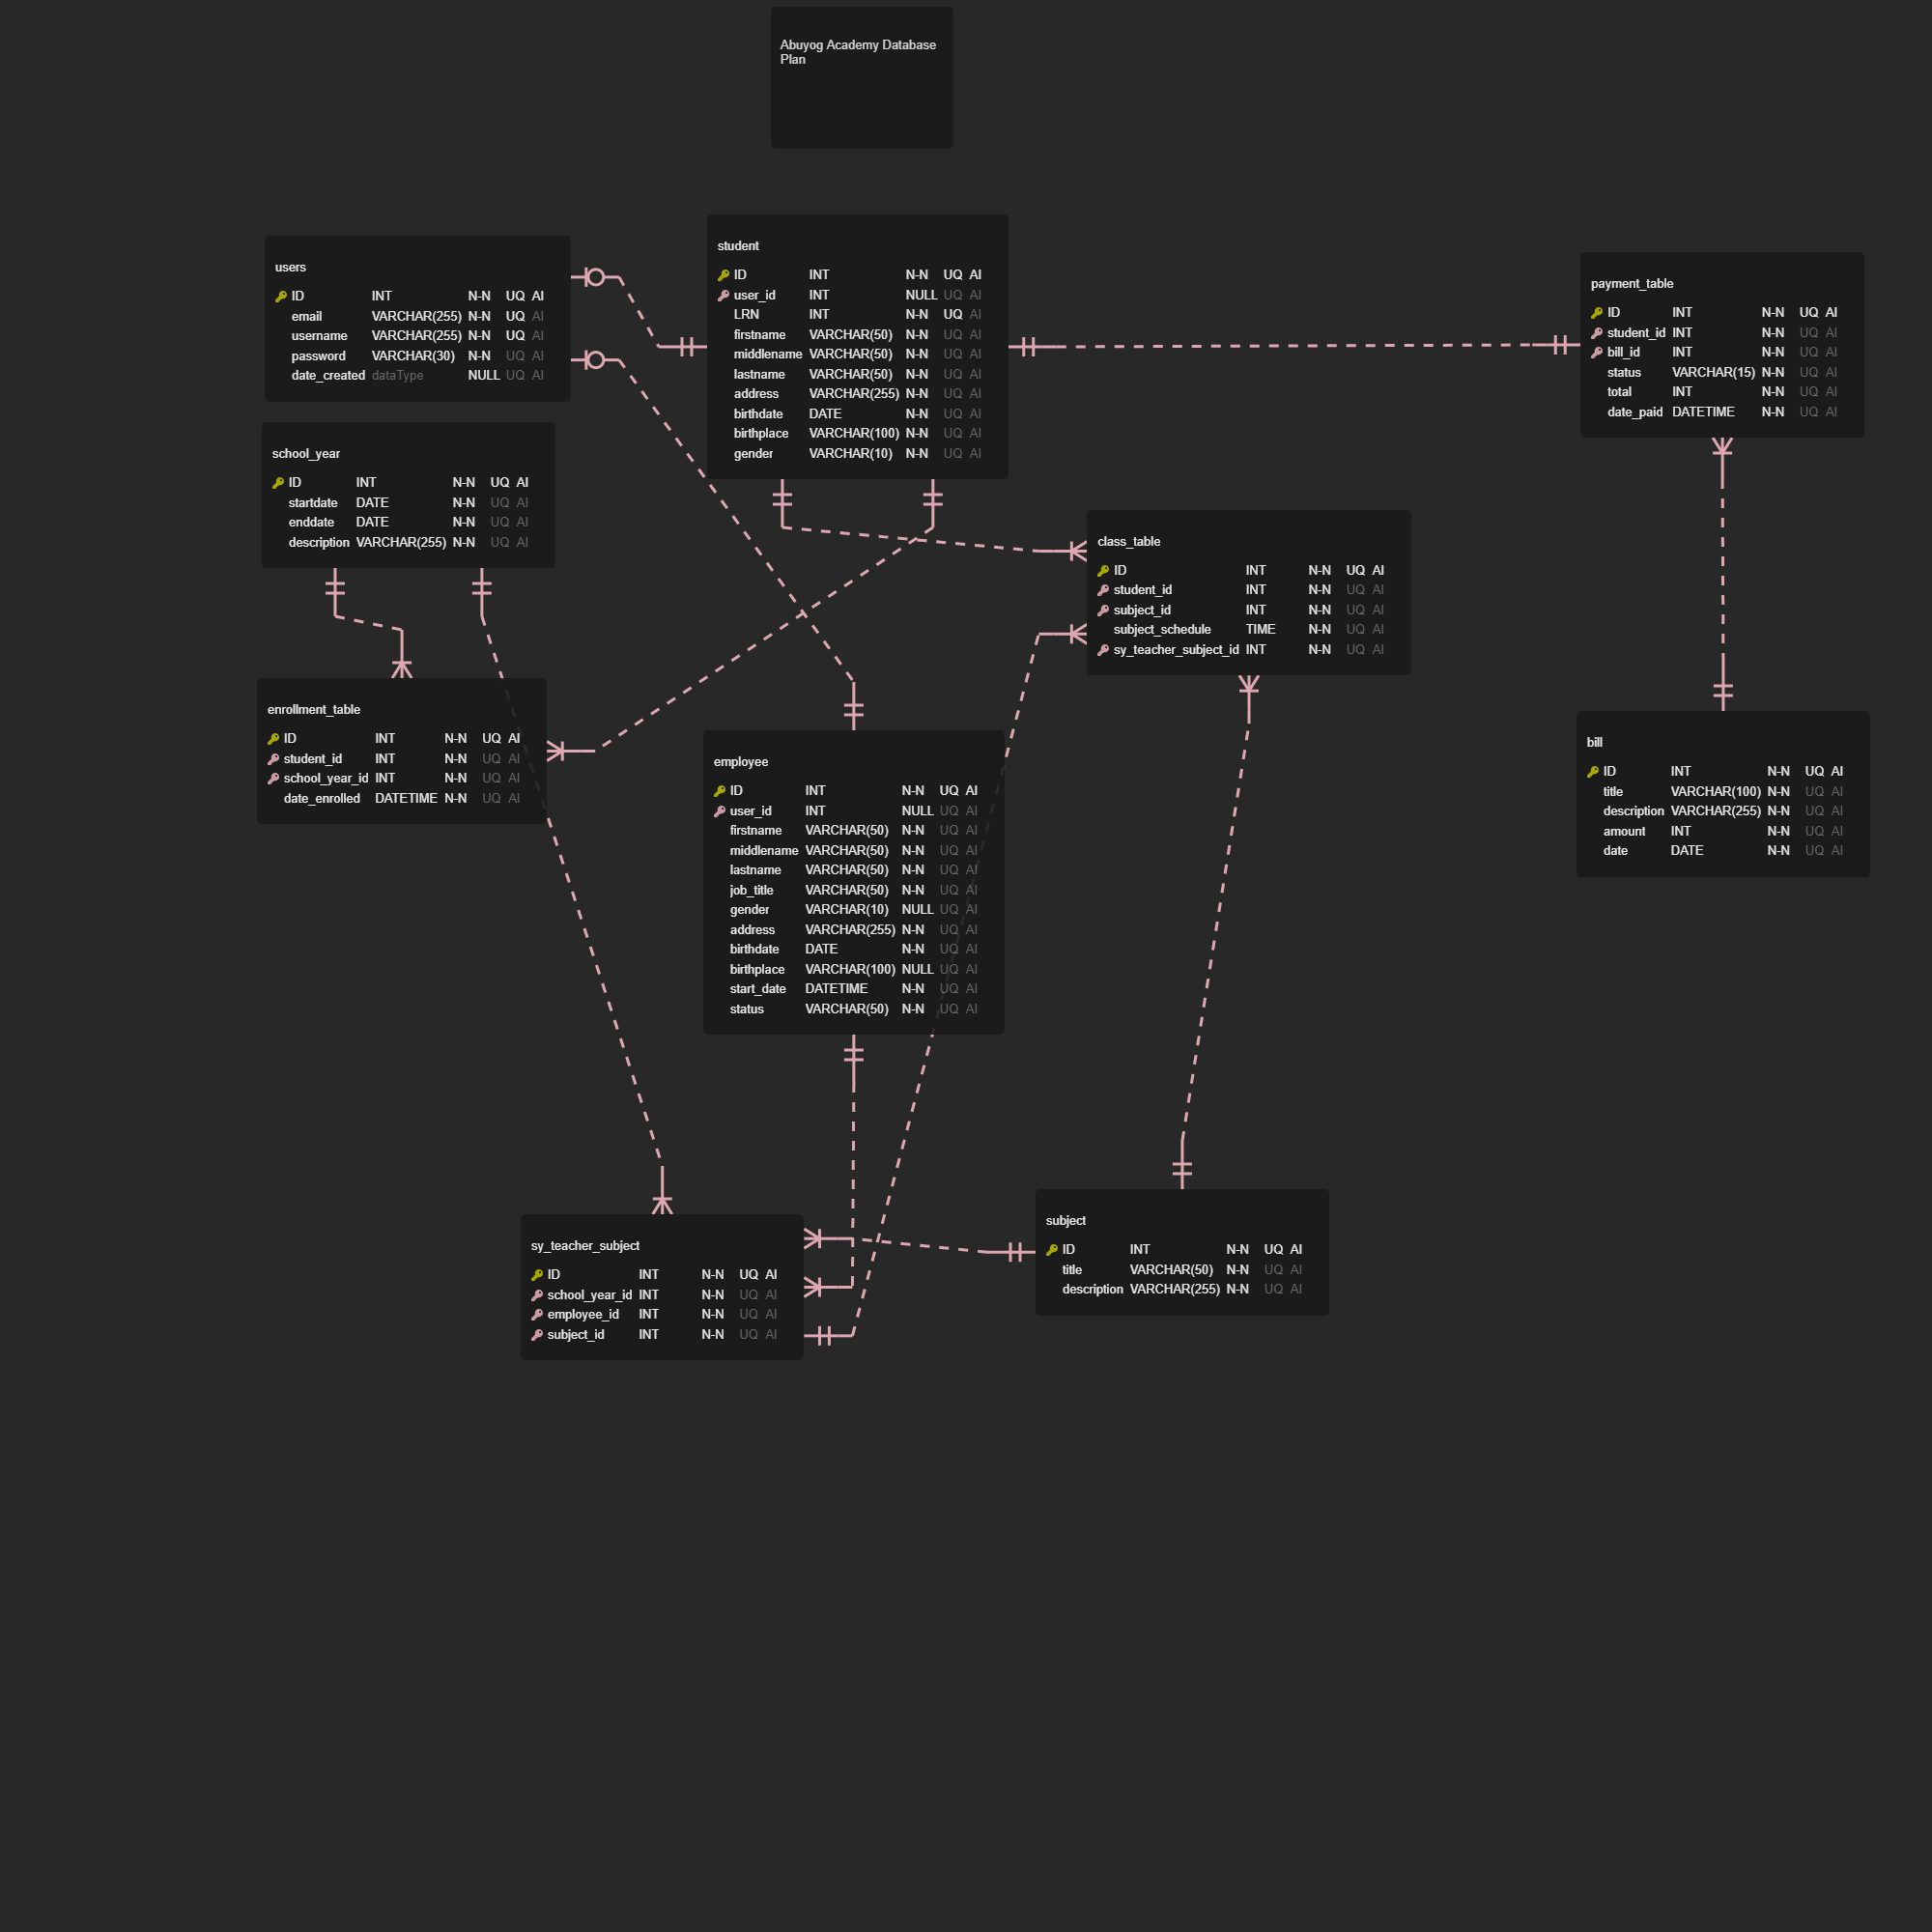 Abuyog Academy Database
Plan
users
ID INT N-N UQ AI
email VARCHAR(255) N-N UQ AI
username VARCHAR(255) N-N UQ AI
password VARCHAR(30) N-N UQ AI
date_created dataType NULL UQ AI
student
ID INT N-N UQ AI
user_id INT NULL UQ AI
LRN INT N-N UQ AI
firstname VARCHAR(50) N-N UQ AI
middlename VARCHAR(50) N-N UQ AI
lastname VARCHAR(50) N-N UQ AI
address VARCHAR(255) N-N UQ AI
birthdate DATE N-N UQ AI
birthplace VARCHAR(100) N-N UQ AI
gender VARCHAR(10) N-N UQ AI
payment_table
ID INT N-N UQ AI
student_id INT N-N UQ AI
bill_id INT N-N UQ AI
status VARCHAR(15) N-N UQ AI
total INT N-N UQ AI
date_paid DATETIME N-N UQ AI
school_year
ID INT N-N UQ AI
startdate DATE N-N UQ AI
enddate DATE N-N UQ AI
description VARCHAR(255) N-N UQ AI
class_table
ID INT N-N UQ AI
student_id INT N-N UQ AI
subject_id INT N-N UQ AI
subject_schedule TIME N-N UQ AI
sy_teacher_subject_id INT N-N UQ AI
enrollment_table
ID INT N-N UQ AI
student_id INT N-N UQ AI
school_year_id INT N-N UQ AI
date_enrolled DATETIME N-N UQ AI
employee
ID INT N-N UQ AI
user_id INT NULL UQ AI
firstname VARCHAR(50) N-N UQ AI
middlename VARCHAR(50) N-N UQ AI
lastname VARCHAR(50) N-N UQ AI
job_title VARCHAR(50) N-N UQ AI
gender VARCHAR(10) NULL UQ AI
address VARCHAR(255) N-N UQ AI
birthdate DATE N-N UQ AI
birthplace VARCHAR(100) NULL UQ AI
start_date DATETIME N-N UQ AI
status VARCHAR(50) N-N UQ AI
bill
ID INT N-N UQ AI
title VARCHAR(100) N-N UQ AI
description VARCHAR(255) N-N UQ AI
amount INT N-N UQ AI
date DATE N-N UQ AI
sy_teacher_subject
ID INT N-N UQ AI
school_year_id INT N-N UQ AI
employee_id INT N-N UQ AI
subject_id INT N-N UQ AI
subject
ID INT N-N UQ AI
title VARCHAR(50) N-N UQ AI
description VARCHAR(255) N-N UQ AI